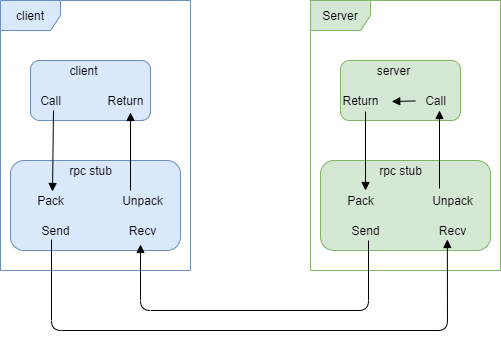 client
Server
client
Call Return
server
Return Call
rpc stub
Pack Unpack
Send Recv
rpc stub
Pack Unpack
Send Recv